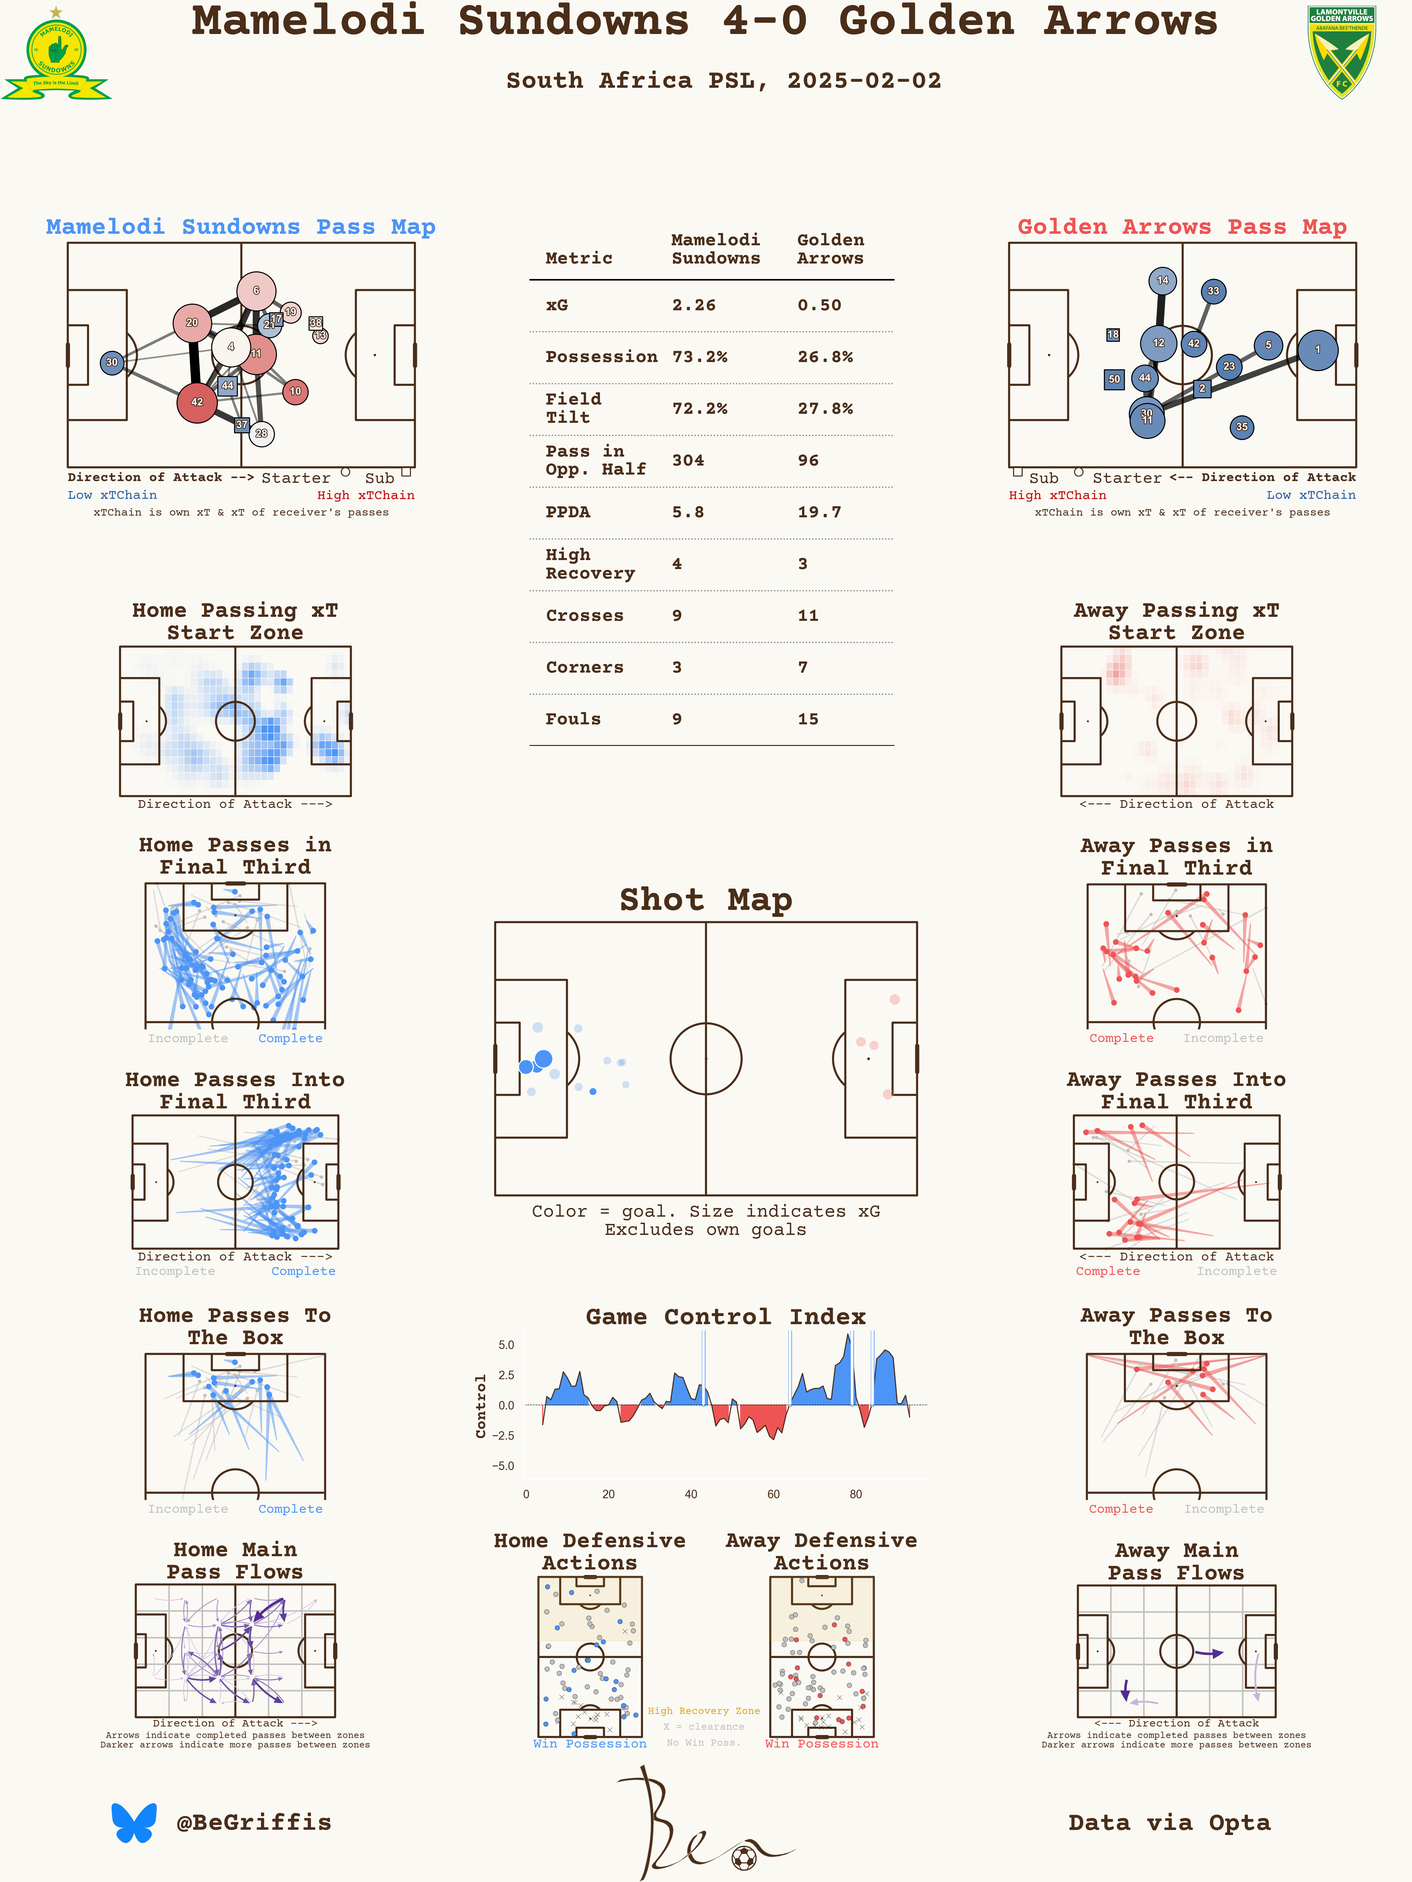 Mamelodi Sundowns 4-0 Golden Arrows
South Africa PSL, 2025-02-02
MAMELODI
SUNDOWNS
The Sky is the Limit
LAMONTVILLE
GOLDEN ARROWS
ABAFANA BES'THENDE
FC
Mamelodi Sundowns Pass Map
6
19
17
21
38
13
20
4
11
30
44
10
42
37
28
Direction of Attack --> Starter Sub
Low xTChain High xTChain
xTChain is own xT & xT of receiver's passes
Metric Mamelodi Sundowns Golden Arrows
xG 2.26 0.50
Possession 73.2% 26.8%
Field Tilt 72.2% 27.8%
Pass in Opp. Half 304 96
PPDA 5.8 19.7
High Recovery 4 3
Crosses 9 11
Corners 3 7
Fouls 9 15
Golden Arrows Pass Map
14
33
18
12
42
5
1
23
50
44
2
30
11
35
Sub Starter <-- Direction of Attack
High xTChain Low xTChain
xTChain is own xT & xT of receiver's passes
Home Passing xT
Start Zone
Direction of Attack --->
Away Passing xT
Start Zone
<--- Direction of Attack
Home Passes in
Final Third
Incomplete Complete
Away Passes in
Final Third
Complete Incomplete
Shot Map
Color = goal. Size indicates xG
Excludes own goals
Home Passes Into
Final Third
Direction of Attack --->
Incomplete Complete
Away Passes Into
Final Third
<--- Direction of Attack
Complete Incomplete
Home Passes To
The Box
Incomplete Complete
Game Control Index
Control
5.0
2.5
0.0
−2.5
−5.0
0 20 40 60 80
Away Passes To
The Box
Complete Incomplete
Home Main
Pass Flows
Direction of Attack --->
Arrows indicate completed passes between zones
Darker arrows indicate more passes between zones
Home Defensive
Actions
Win Possession
High Recovery Zone
X = clearance
No Win Poss.
Away Defensive
Actions
Win Possession
Away Main
Pass Flows
<--- Direction of Attack
Arrows indicate completed passes between zones
Darker arrows indicate more passes between zones
@BeGriffis
Ben
Data via Opta